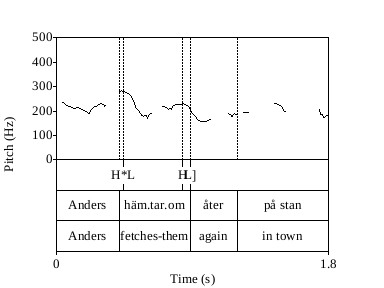 500
400
300
200
100
0
Pitch (Hz)
H*L HL]
Anders häm.tar.om åter på stan
Anders fetches-them again in town
0 1.8
Time (s)